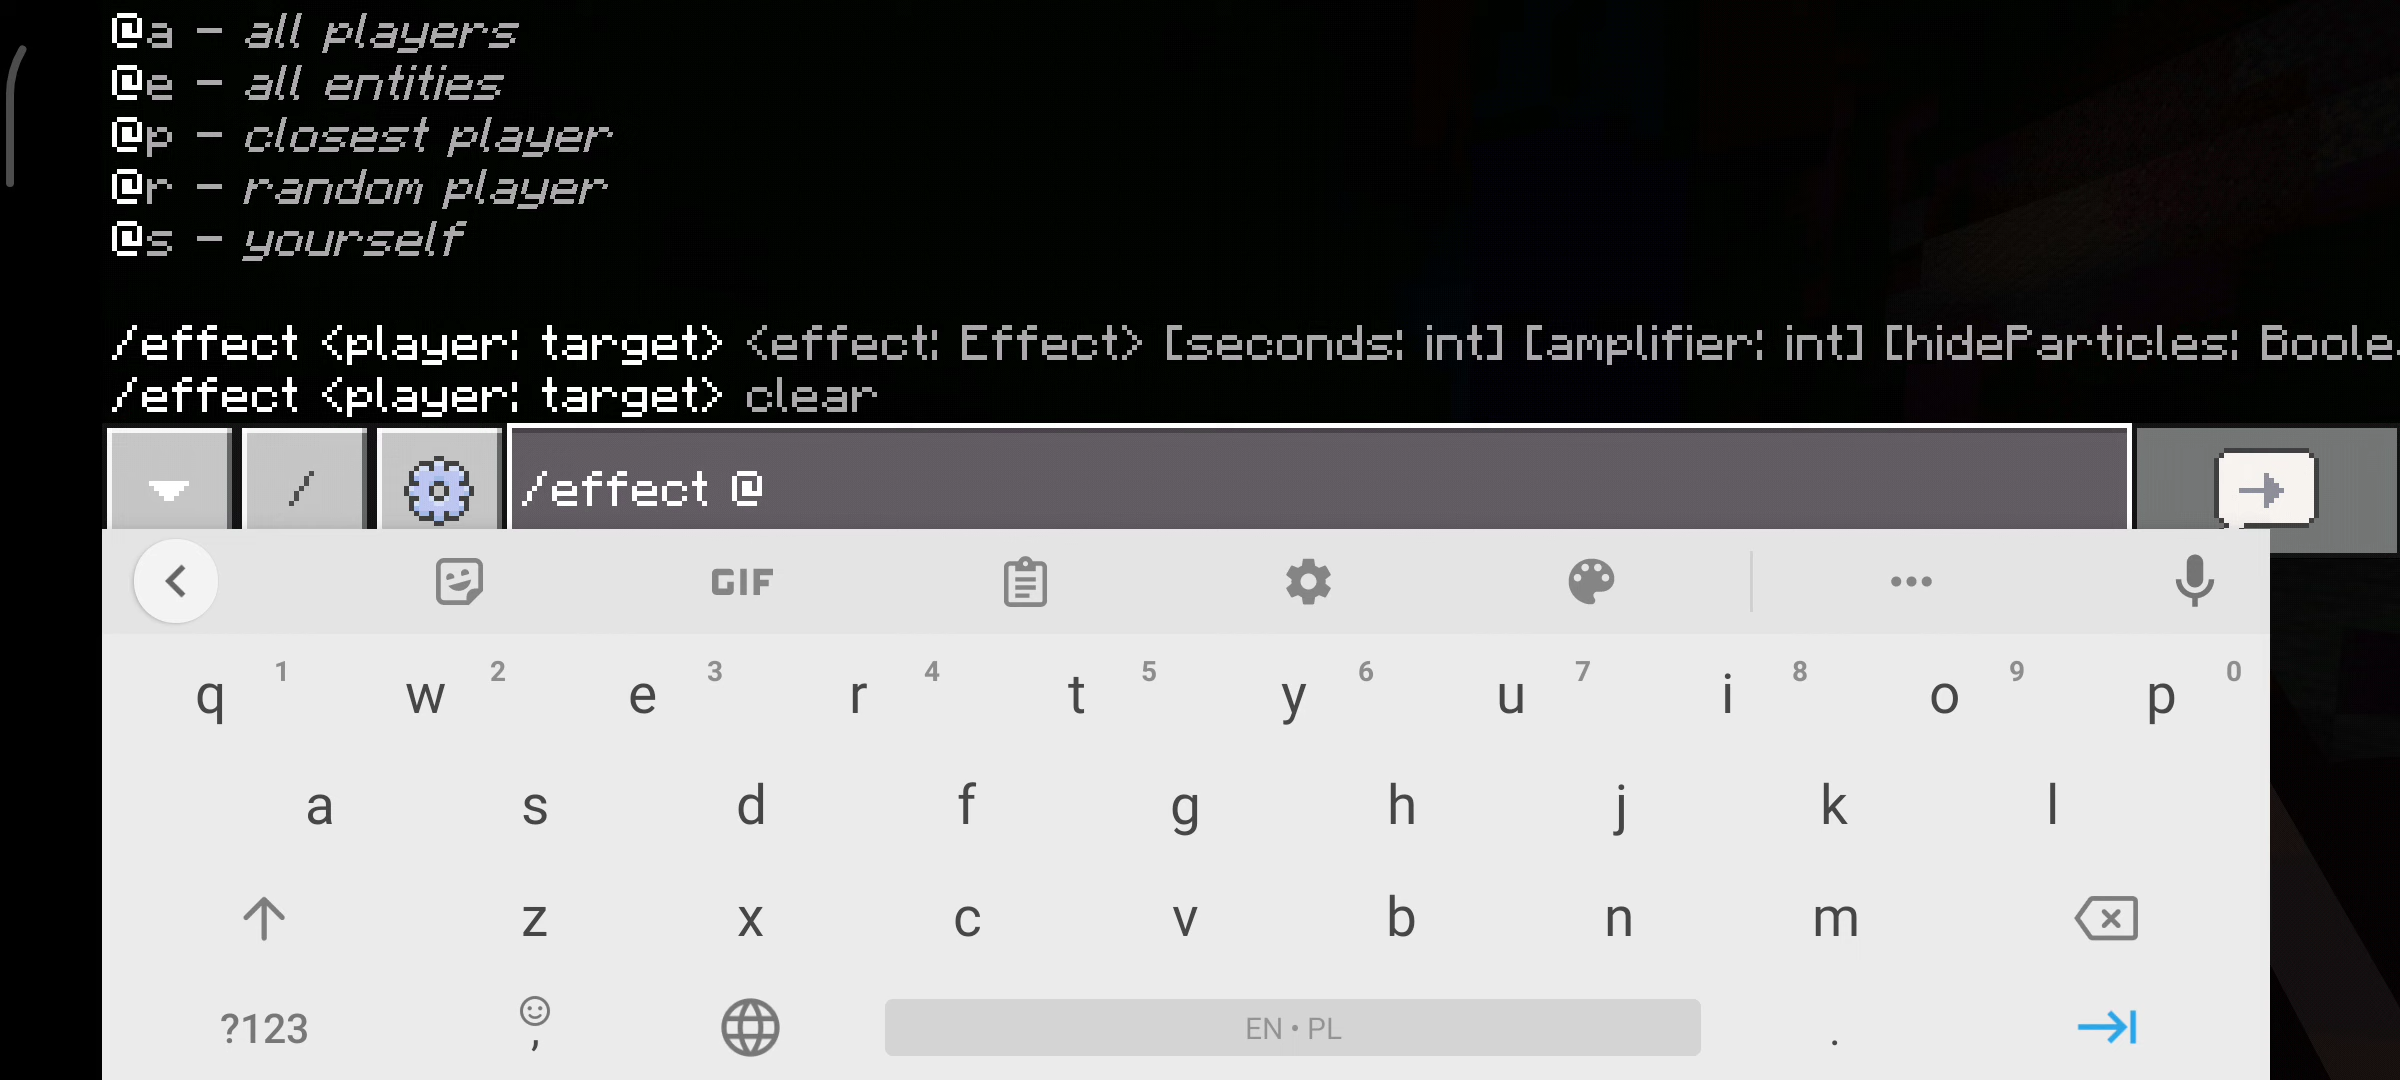 @a - all players
@e - all entities
@p - closest player
@r - random player
@s - yourself
/effect <player: target> <effect: Effect> [seconds: int] [amplifier: int] [hideParticles: Boole
/effect <player: target> clear
/
/effect @
GIF
q 1 w 2 e 3 r 4 t 5 y 6 u 7 i 8 o 9 p 0
a s d f g h j k l
z x c v b n m
?123 , EN • PL .